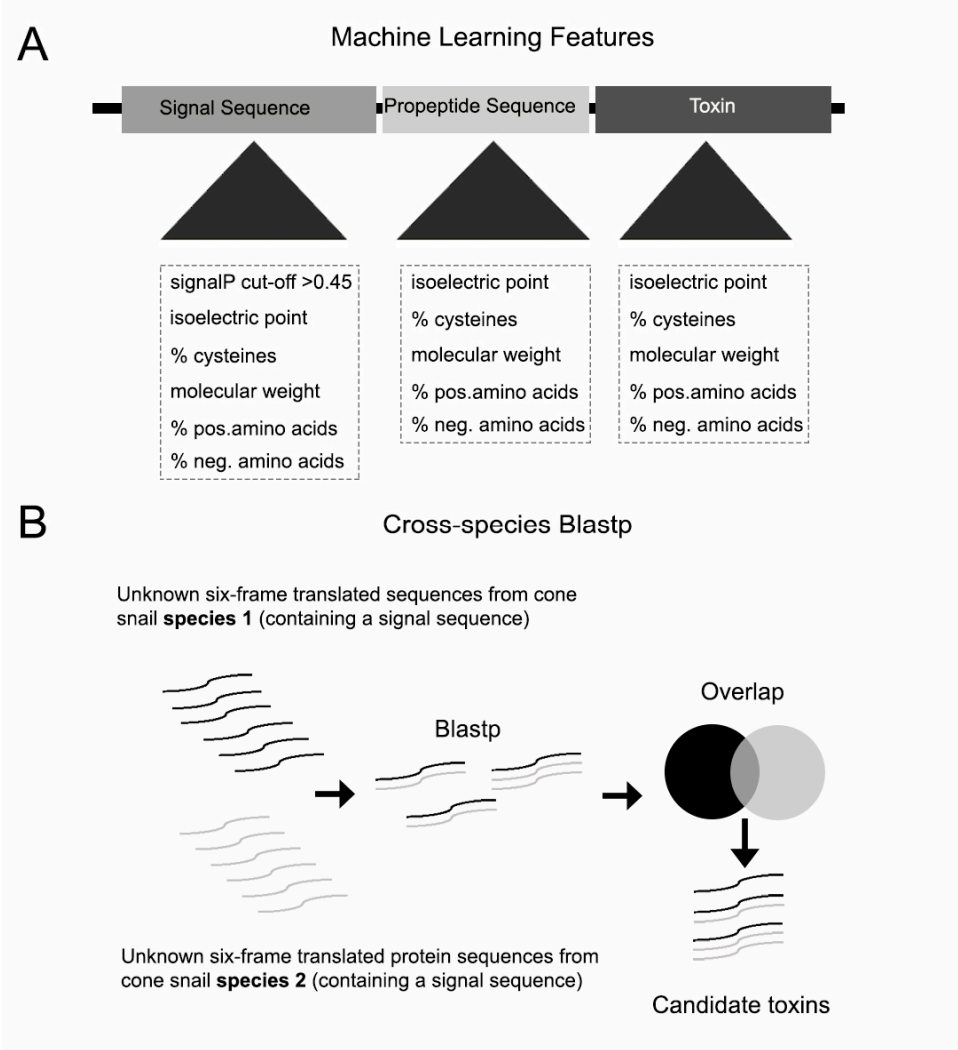 A
Machine Learning Features
Signal Sequence
Propeptide Sequence
Toxin
signalP cut-off >0.45
isoelectric point
% cysteines
molecular weight
% pos.amino acids
% neg. amino acids
isoelectric point
% cysteines
molecular weight
% pos.amino acids
% neg. amino acids
isoelectric point
% cysteines
molecular weight
% pos.amino acids
% neg. amino acids
B
Cross-species Blastp
Unknown six-frame translated sequences from cone
snail species 1 (containing a signal sequence)
Blastp
Overlap
Unknown six-frame translated protein sequences from
cone snail species 2 (containing a signal sequence)
Candidate toxins